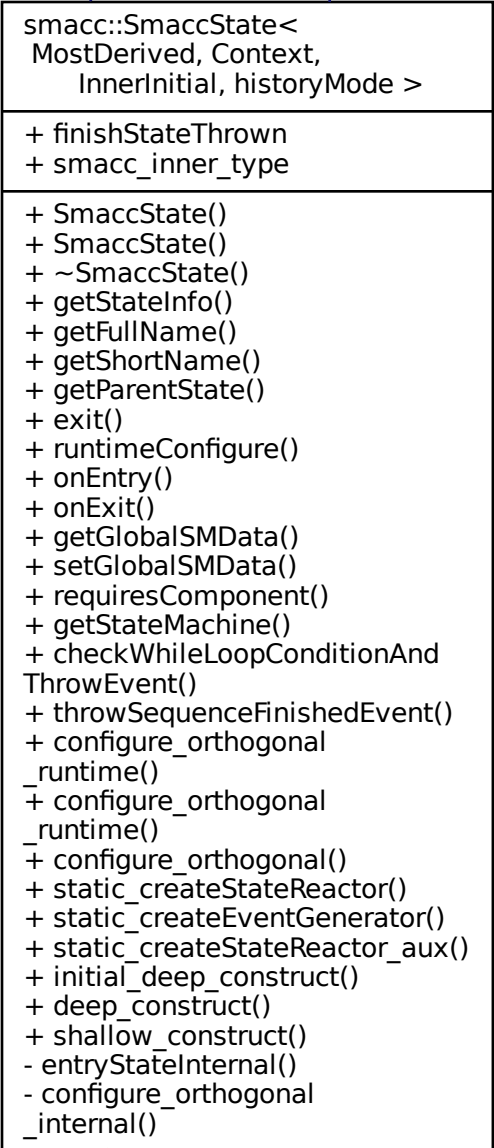 smacc::SmaccState<
MostDerived, Context,
InnerInitial, historyMode >
+ finishStateThrown
+ smacc_inner_type
+ SmaccState()
+ SmaccState()
+ ~SmaccState()
+ getStateInfo()
+ getFullName()
+ getShortName()
+ getParentState()
+ exit()
+ runtimeConfigure()
+ onEntry()
+ onExit()
+ getGlobalSMData()
+ setGlobalSMData()
+ requiresComponent()
+ getStateMachine()
+ checkWhileLoopConditionAnd
ThrowEvent()
+ throwSequenceFinishedEvent()
+ configure_orthogonal
_runtime()
+ configure_orthogonal
_runtime()
+ configure_orthogonal()
+ static_createStateReactor()
+ static_createEventGenerator()
+ static_createStateReactor_aux()
+ initial_deep_construct()
+ deep_construct()
+ shallow_construct()
- entryStateInternal()
- configure_orthogonal
_internal()